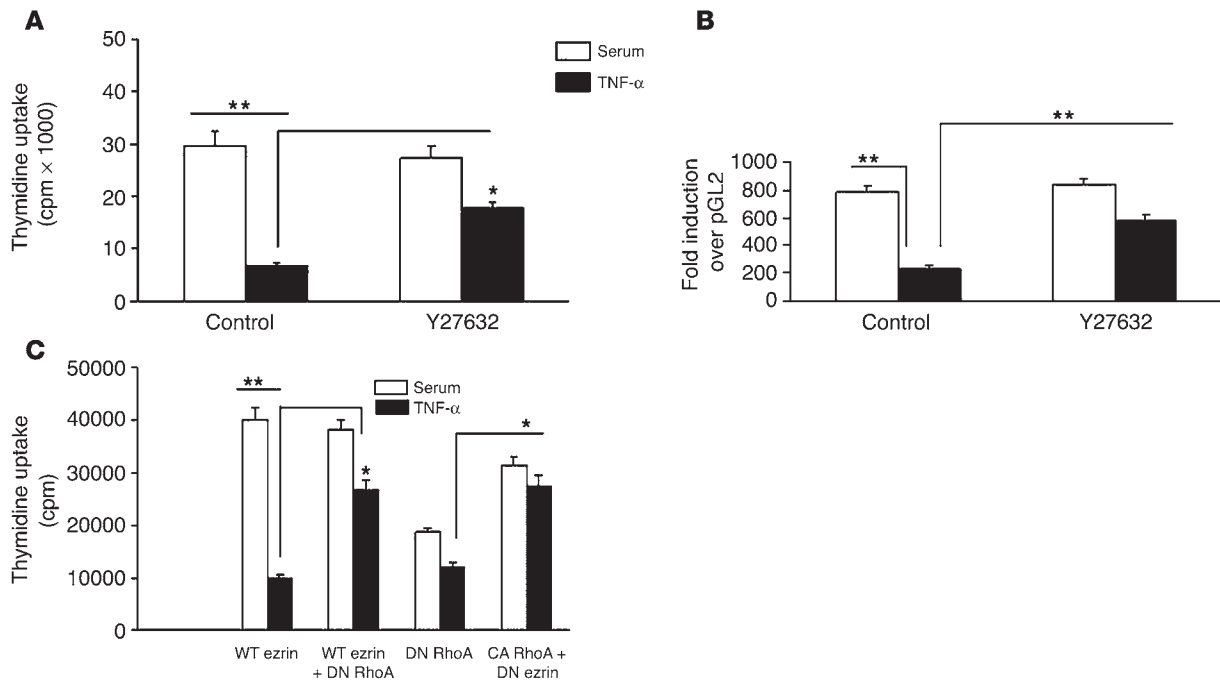 A
50
40
30
20
10
0
Thymidine uptake
(cpm × 1000)
**
*
Serum
TNF-α
Control
Y27632
B
1000
800
600
400
200
0
Fold induction
over pGL2
**
**
Control
Y27632
C
50000
40000
30000
20000
10000
0
Thymidine uptake
(cpm)
**
*
*
Serum
TNF-α
WT ezrin
WT ezrin
+ DN RhoA
DN RhoA
CA RhoA +
DN ezrin